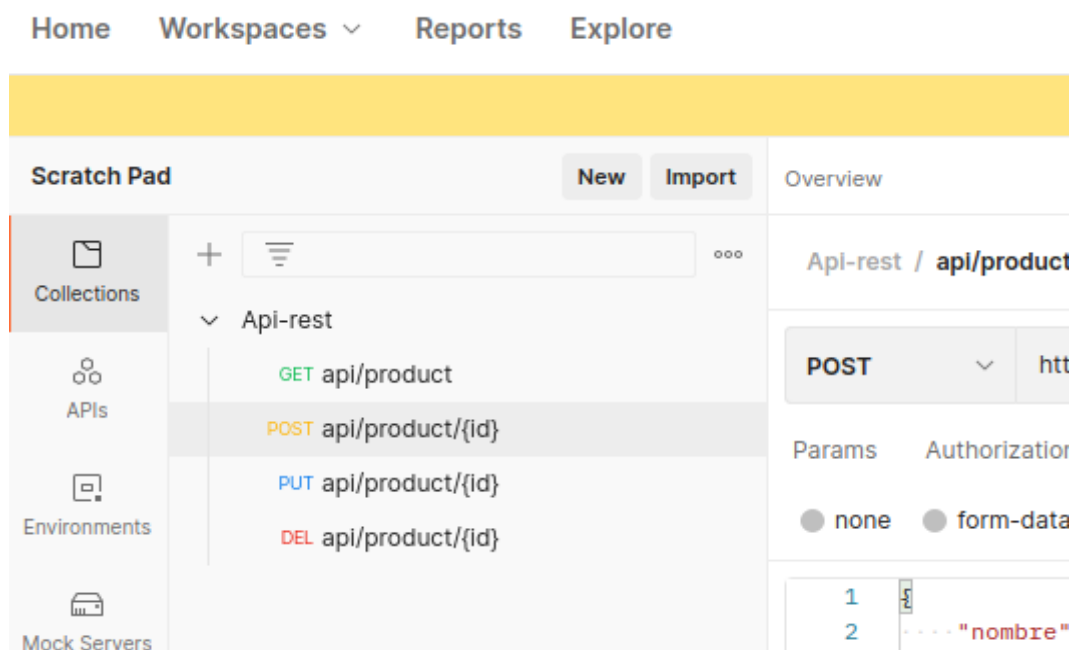 Home Workspaces Reports Explore
Scratch Pad New Import
Overview
Collections
APIs
Environments
Mock Servers
Api-rest
GET api/product
POST api/product/{id}
PUT api/product/{id}
DEL api/product/{id}
Api-rest / api/product
POST htt
Params Authorization
none form-data
1 {
2 "nombre"